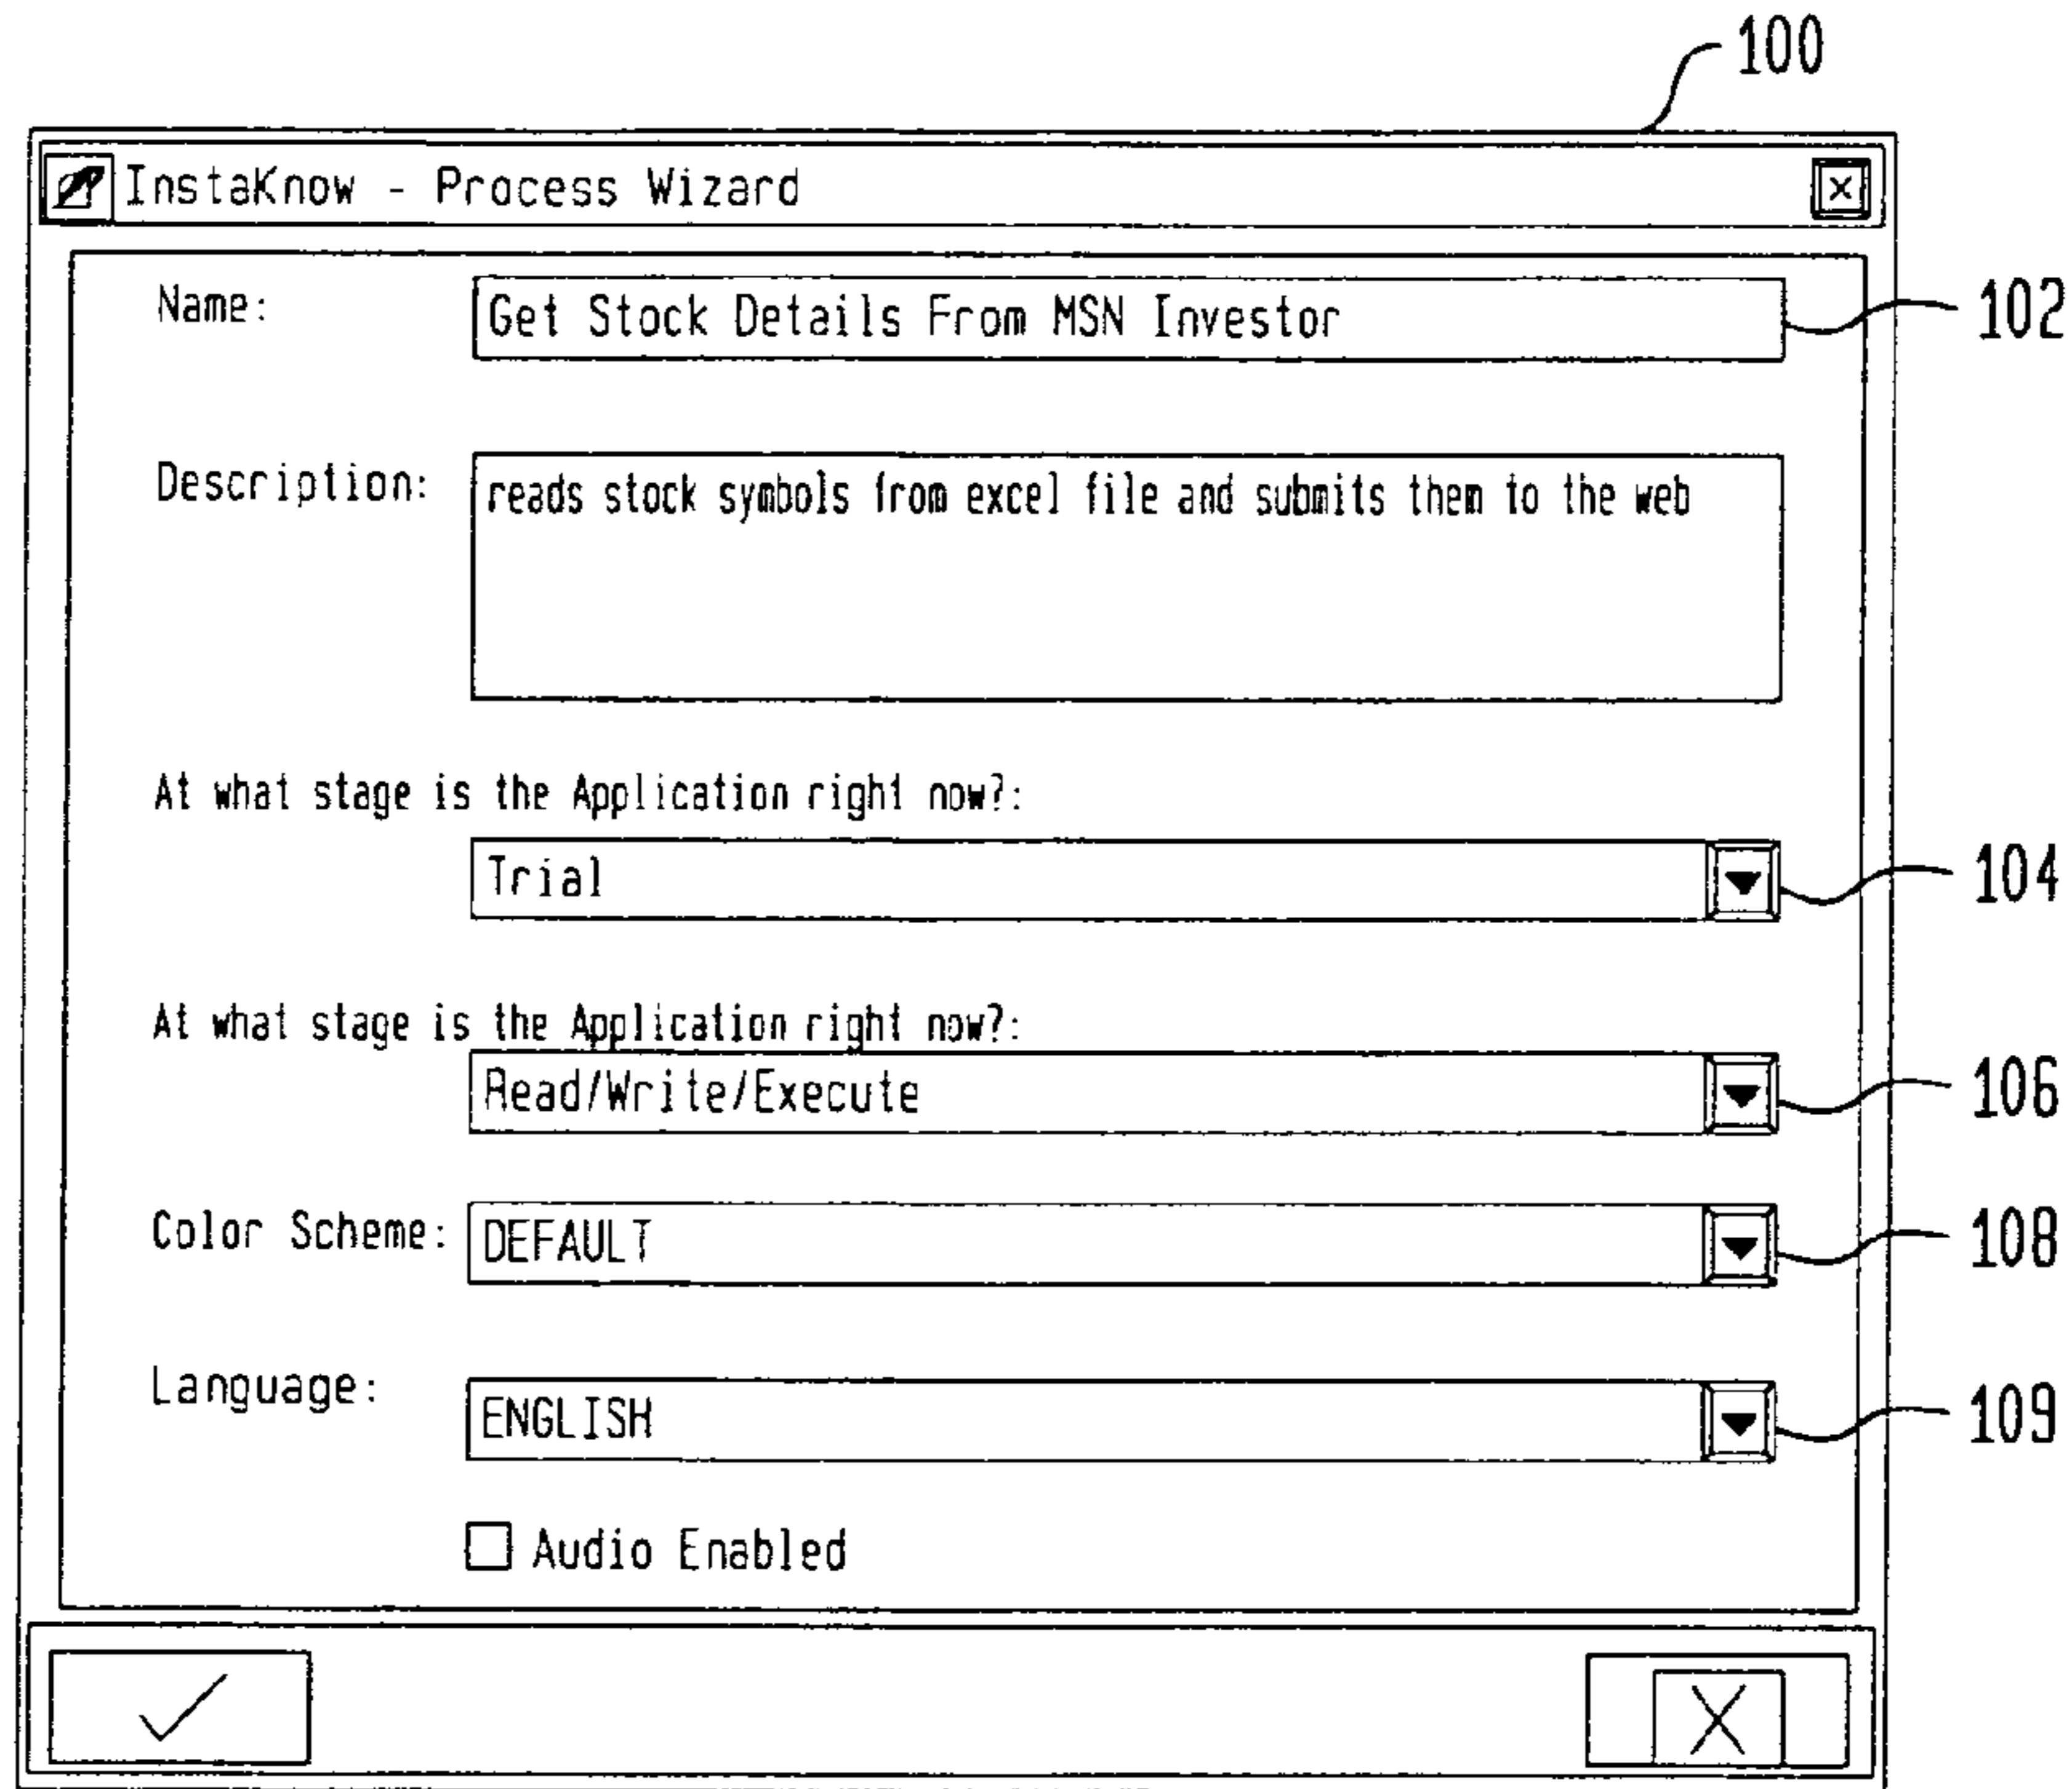 100
InstaKnow - Process Wizard
Name:
Get Stock Details From MSN Investor
102
Description:
reads stock symbols from excel file and submits them to the web
At what stage is the Application right now?:
Trial
104
At what stage is the Application right now?:
Read/Write/Execute
106
Color Scheme:
DEFAULT
108
Language:
ENGLISH
109
Audio Enabled